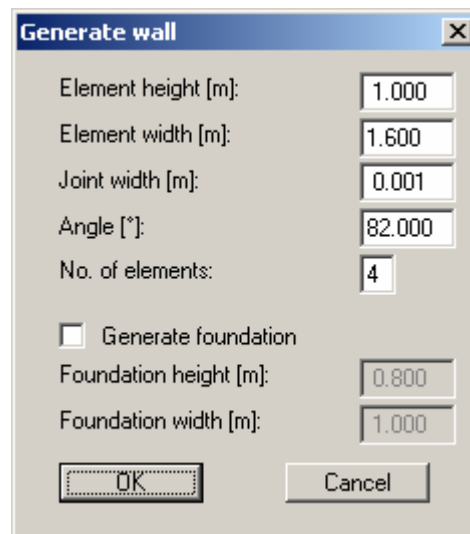 Generate wall
Element height [m]: 1.000
Element width [m]: 1.600
Joint width [m]: 0.001
Angle [°]: 82.000
No. of elements: 4
Generate foundation
Foundation height [m]: 0.800
Foundation width [m]: 1.000
OK Cancel